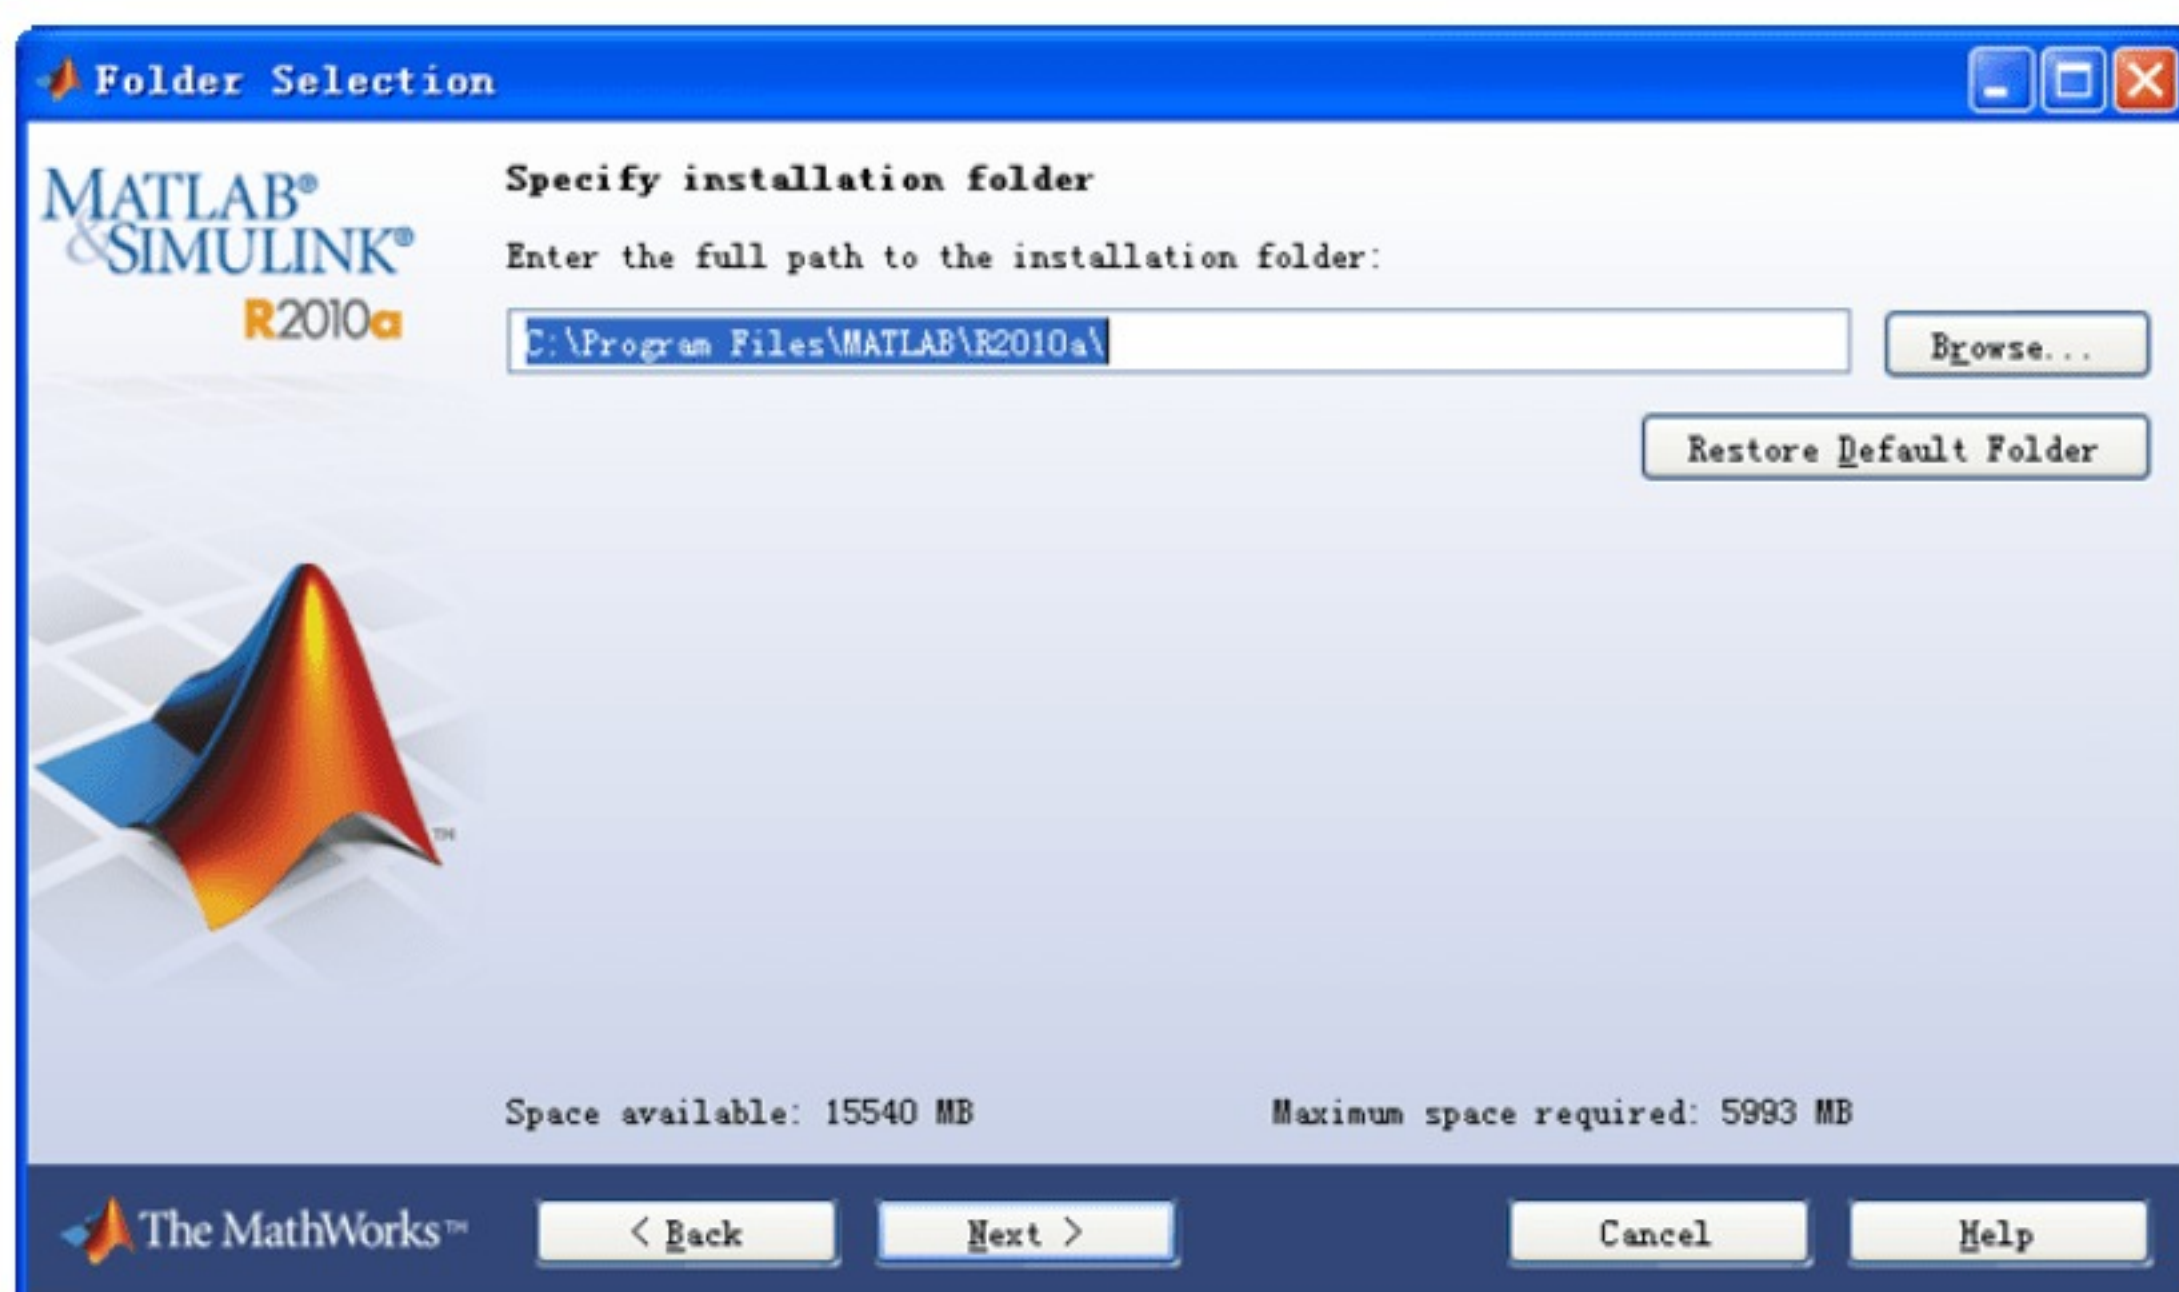 Folder Selection
MATLAB®
&SIMULINK®
R2010a
Specify installation folder
Enter the full path to the installation folder:
C:\Program Files\MATLAB\R2010a\
Browse...
Restore Default Folder
TM
Space available: 15540 MB
Maximum space required: 5993 MB
The MathWorks™
< Back
Next >
Cancel
Help